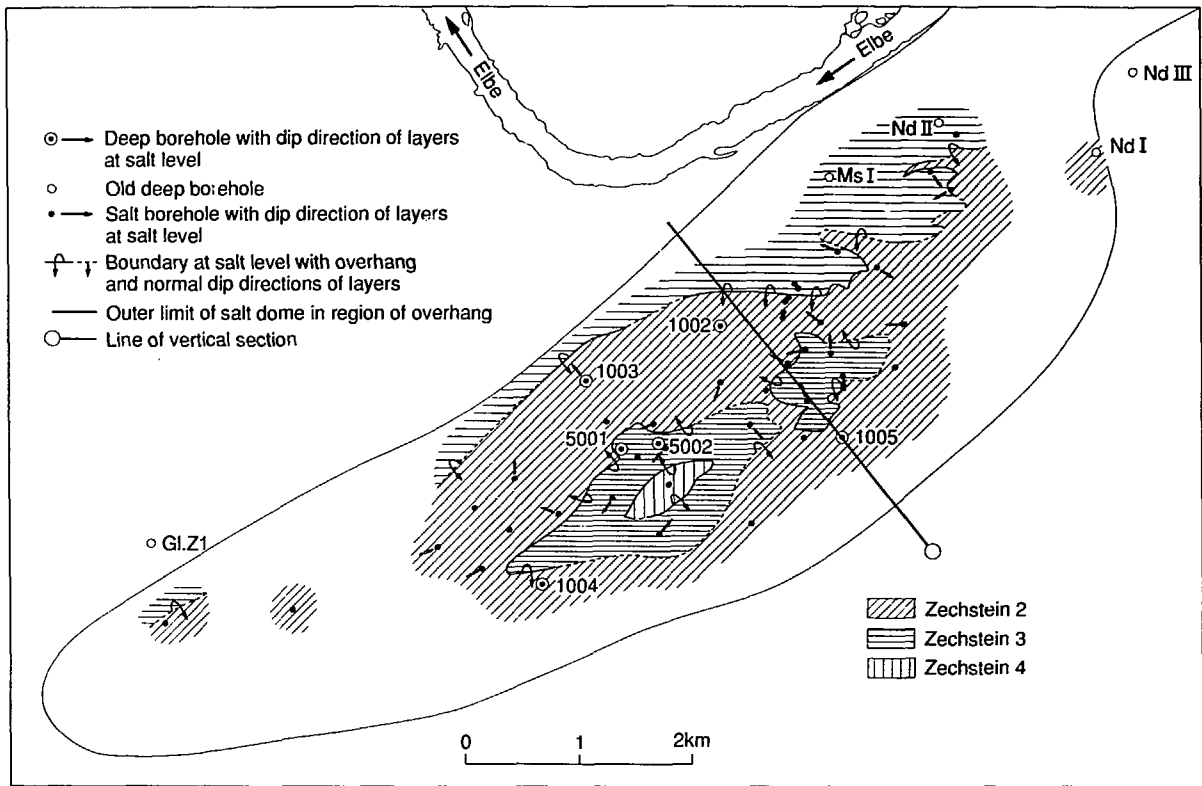 Elbe
Elbe
Nd III
Nd II
Nd I
Ms I
Deep borehole with dip direction of layers
at salt level
Old deep borehole
Salt borehole with dip direction of layers
at salt level
Boundary at salt level with overhang
and normal dip directions of layers
Outer limit of salt dome in region of overhang
Line of vertical section
1002
1003
5001
5002
1005
Gl.Z1
1004
Zechstein 2
Zechstein 3
Zechstein 4
0 1 2km